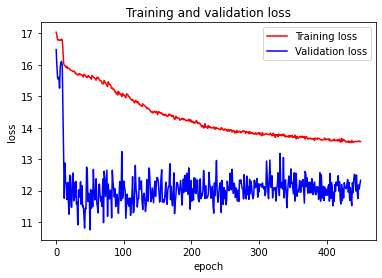 Training and validation loss
Training loss
Validation loss
17
16
15
14
13
12
11
loss
0
100
200
300
400
epoch